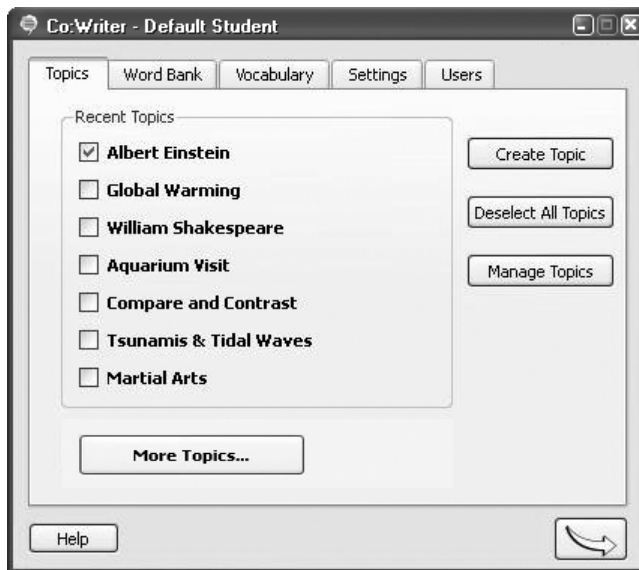 Co:Writer - Default Student
Topics Word Bank Vocabulary Settings Users
Recent Topics
Albert Einstein
Global Warming
William Shakespeare
Aquarium Visit
Compare and Contrast
Tsunamis & Tidal Waves
Martial Arts
More Topics...
Create Topic
Deselect All Topics
Manage Topics
Help